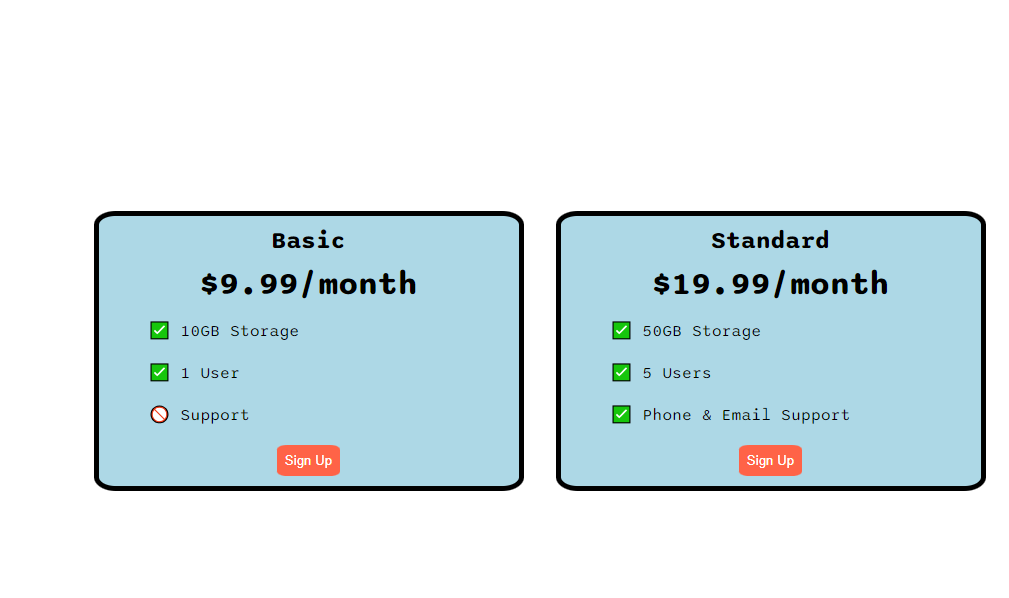 Basic
$9.99/month
✅ 10GB Storage
✅ 1 User
🚫 Support
Sign Up
Standard
$19.99/month
✅ 50GB Storage
✅ 5 Users
✅ Phone & Email Support
Sign Up